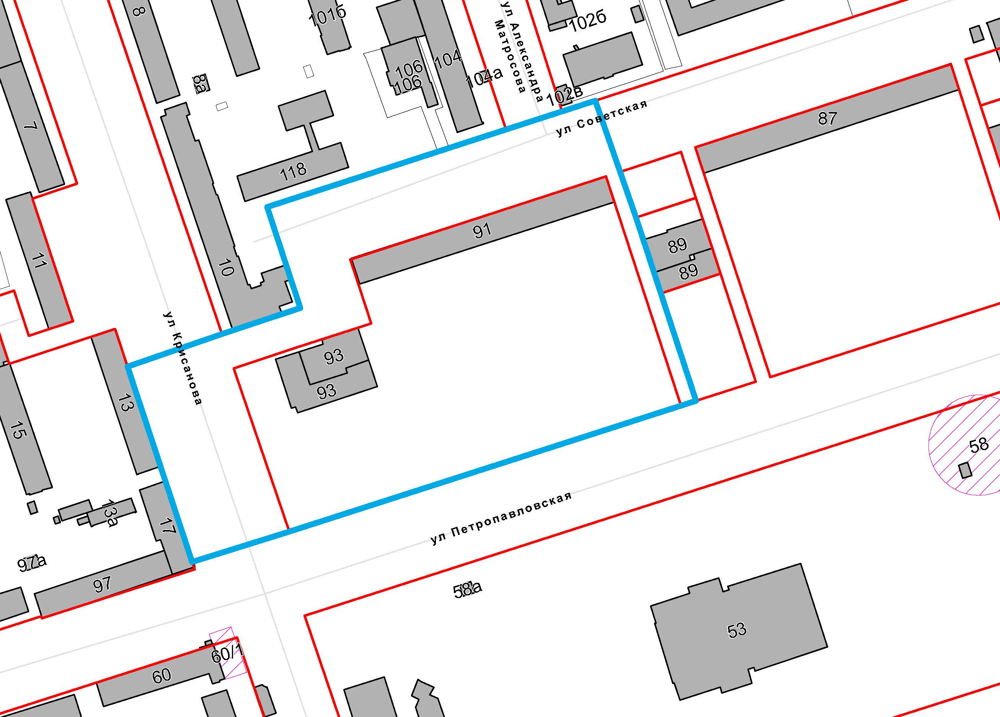 8
101б
102б
ул Александра
Матросова
106
106
104
104а
8а
102в
ул Советская
7
87
118
91
11
10
89
89
ул Крисанова
93
93
13
15
58
13а
17
ул Петропавловская
97а
97
58а
53
60/1
60